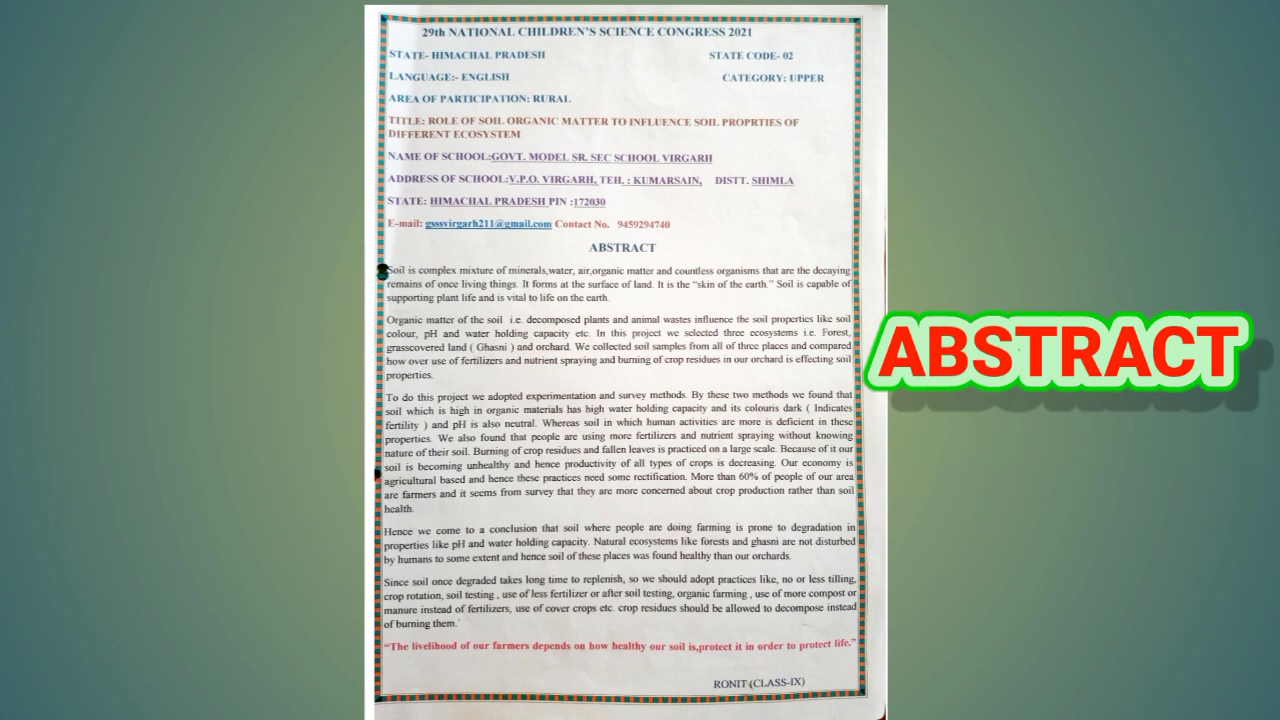 29th NATIONAL CHILDREN'S SCIENCE CONGRESS 2021
STATE- HIMACHAL PRADESH STATE CODE- 02
LANGUAGE:- ENGLISH CATEGORY: UPPER
AREA OF PARTICIPATION: RURAL
TITLE: ROLE OF SOIL ORGANIC MATTER TO INFLUENCE SOIL PROPRTIES OF
DIFFERENT ECOSYSTEM
NAME OF SCHOOL:GOVT. MODEL SR. SEC SCHOOL VIRGARH
ADDRESS OF SCHOOL:V.P.O. VIRGARH, TEH. : KUMARSAIN, DISTT. SHIMLA
STATE: HIMACHAL PRADESH PIN :172030
E-mail: gsssvirgarh211@gmail.com Contact No. 9459294740
ABSTRACT
Soil is complex mixture of minerals,water, air,organic matter and countless organisms that are the decaying
remains of once living things. It forms at the surface of land. It is the "skin of the earth." Soil is capable of
supporting plant life and is vital to life on the earth.
Organic matter of the soil i.e. decomposed plants and animal wastes influence the soil properties like soil
colour, pH and water holding capacity etc. In this project we selected three ecosystems i.e. Forest,
grasscovered land ( Ghasni ) and orchard. We collected soil samples from all of three places and compared
how over use of fertilizers and nutrient spraying and burning of crop residues in our orchard is effecting soil
properties.
To do this project we adopted experimentation and survey methods. By these two methods we found that
soil which is high in organic materials has high water holding capacity and its colouris dark ( Indicates
fertility ) and pH is also neutral. Whereas soil in which human activities are more is deficient in these
properties. We also found that people are using more fertilizers and nutrient spraying without knowing
nature of their soil. Burning of crop residues and fallen leaves is practiced on a large scale. Because of it our
soil is becoming unhealthy and hence productivity of all types of crops is decreasing. Our economy is
agricultural based and hence these practices need some rectification. More than 60% of people of our area
are farmers and it seems from survey that they are more concerned about crop production rather than soil
health.
Hence we come to a conclusion that soil where people are doing farming is prone to degradation in
properties like pH and water holding capacity. Natural ecosystems like forests and ghasni are not disturbed
by humans to some extent and hence soil of these places was found healthy than our orchards.
Since soil once degraded takes long time to replenish, so we should adopt practices like, no or less tilling,
crop rotation, soil testing , use of less fertilizer or after soil testing, organic farming , use of more compost or
manure instead of fertilizers, use of cover crops etc. crop residues should be allowed to decompose instead
of burning them.'
"The livelihood of our farmers depends on how healthy our soil is,protect it in order to protect life."
RONIT (CLASS-IX)
ABSTRACT